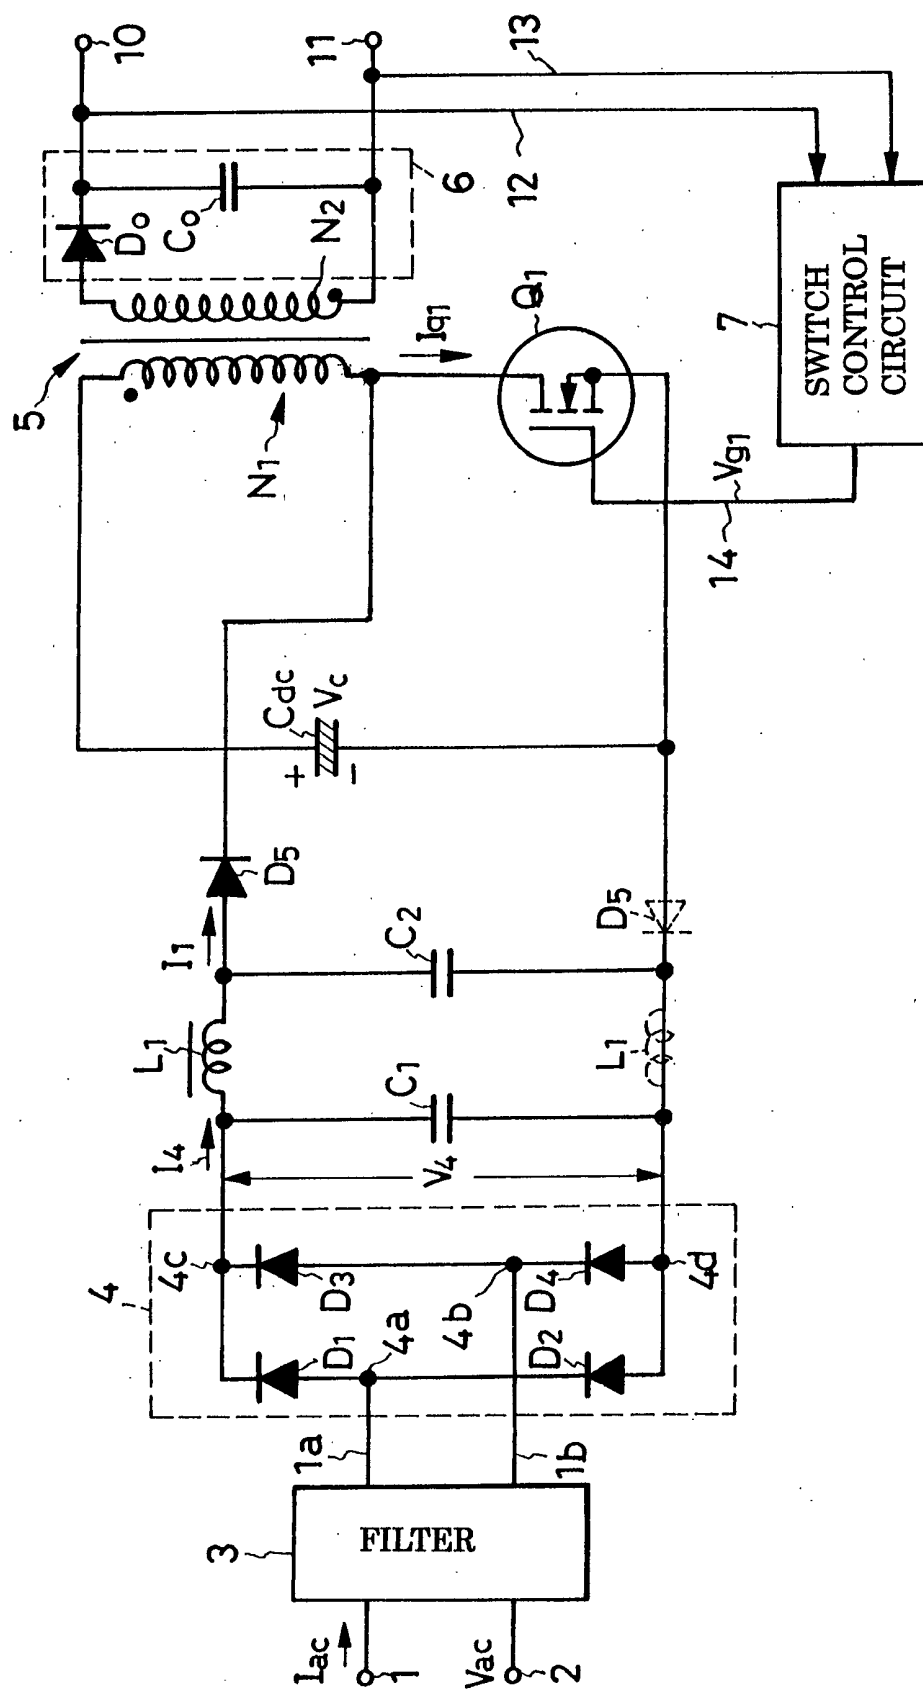 10
11
13
12
6
Do
Co
N2
5
N1
Iq1
Q1
7
SWITCH
CONTROL
CIRCUIT
Vg1
14
Cdc
Vc
+
−
D5
I1
C2
D5
L1
L1
C1
I4
V4
4
4c
D3
4b
D4
4d
D1
4a
D2
1a
1b
3
FILTER
Iac
1
Vac
2